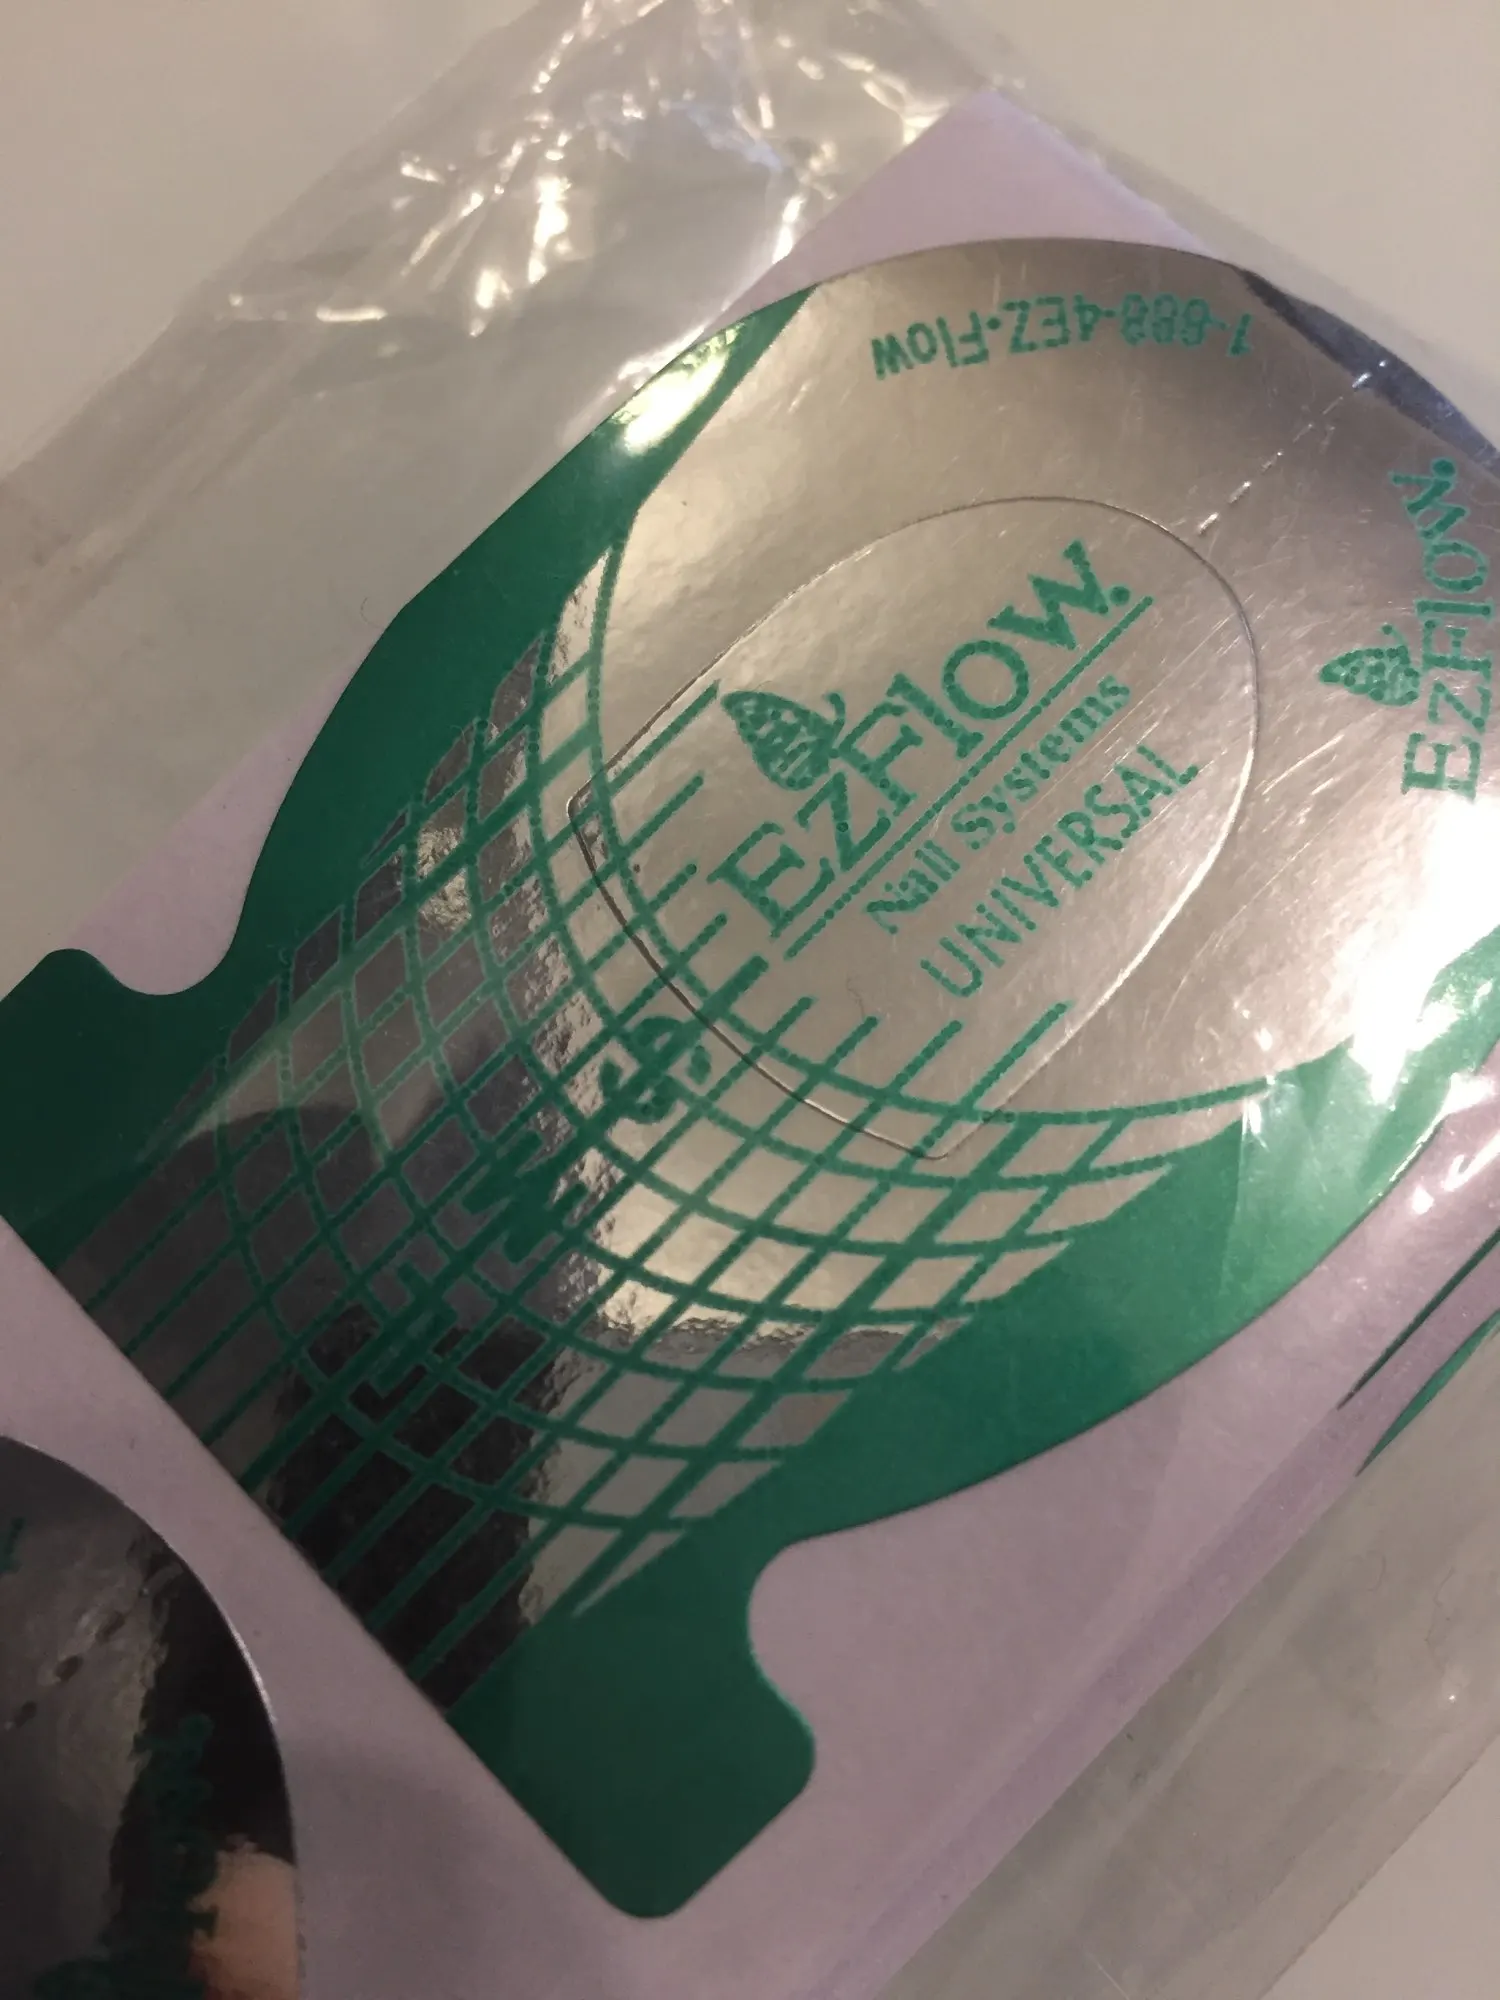 1-888-4EZ-Flow
EzFlow.
Nail Systems
UNIVERSAL
EzFlow.